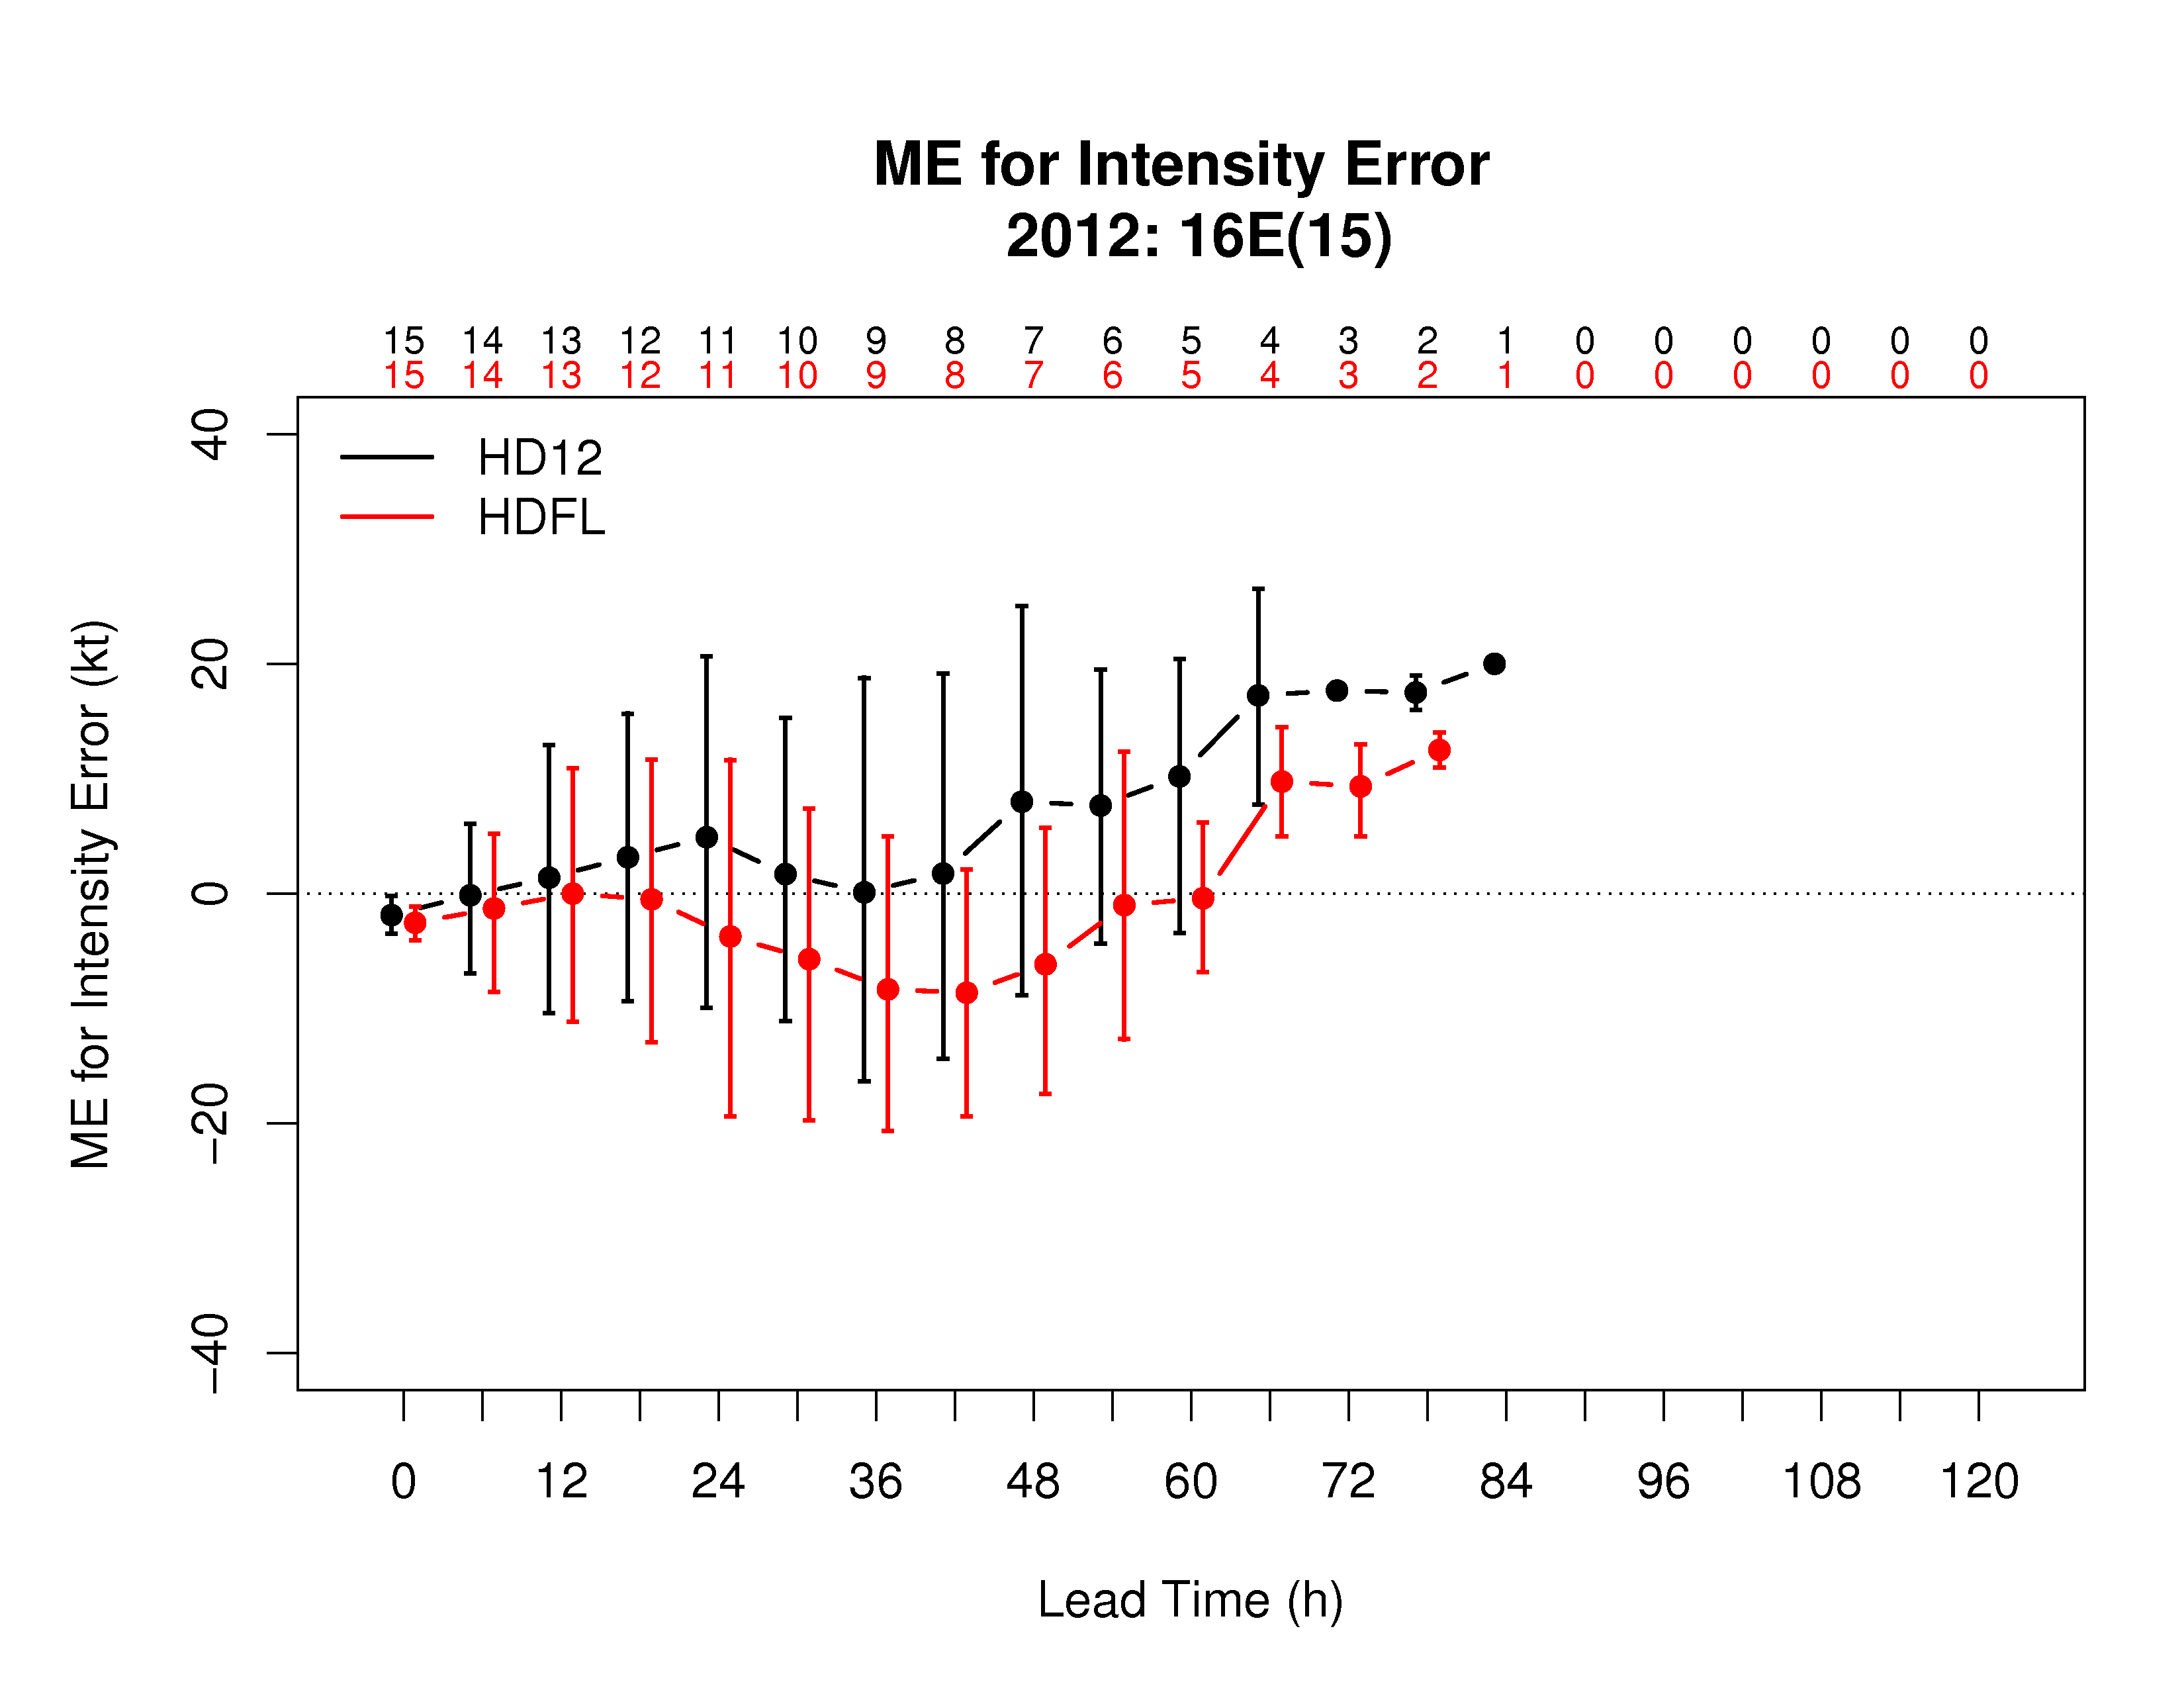 ME for Intensity Error
2012: 16E(15)
15 14 13 12 11 10 9 8 7 6 5 4 3 2 1 0 0 0 0 0 0
15 14 13 12 11 10 9 8 7 6 5 4 3 2 1 0 0 0 0 0 0
HD12
HDFL
ME for Intensity Error (kt)
40
20
0
−20
−40
0 12 24 36 48 60 72 84 96 108 120
Lead Time (h)